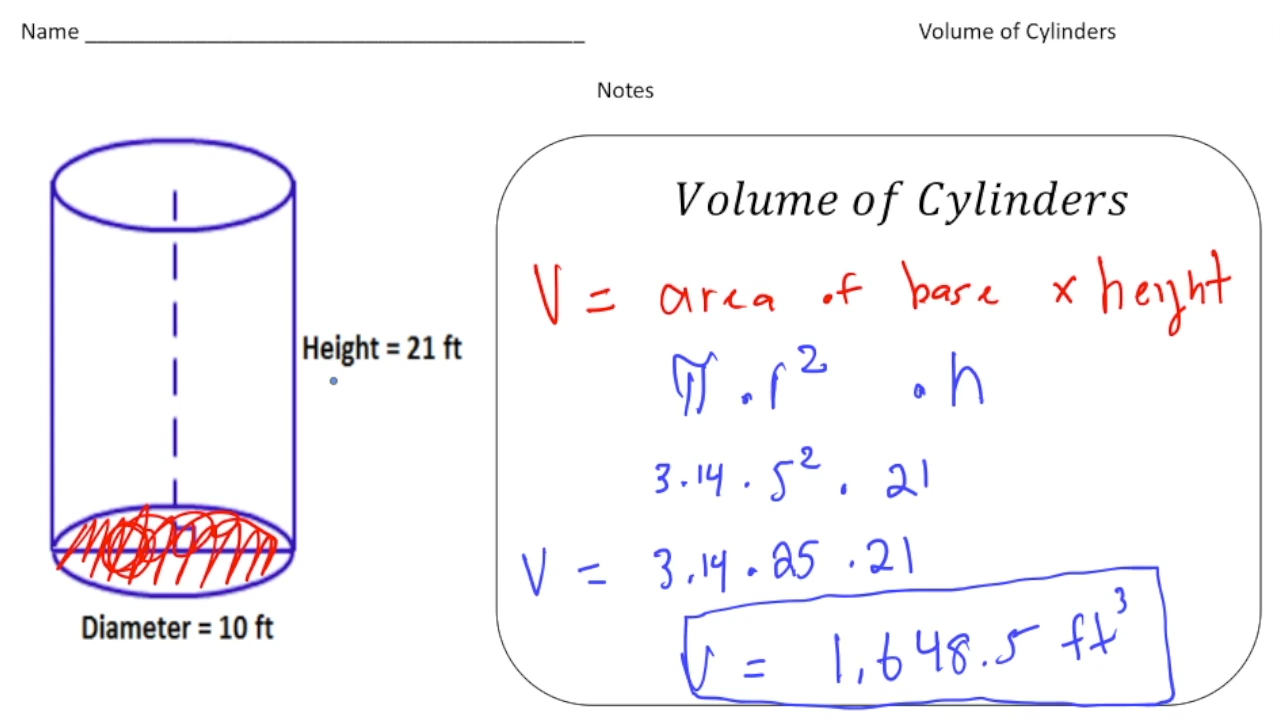 Name ___________________________________________ Volume of Cylinders
Notes
Volume of Cylinders
V = area of base x height
Height = 21 ft
π . r² . h
3.14 . 5² . 21
V = 3.14 . 25 . 21
Diameter = 10 ft
V = 1,648.5 ft³